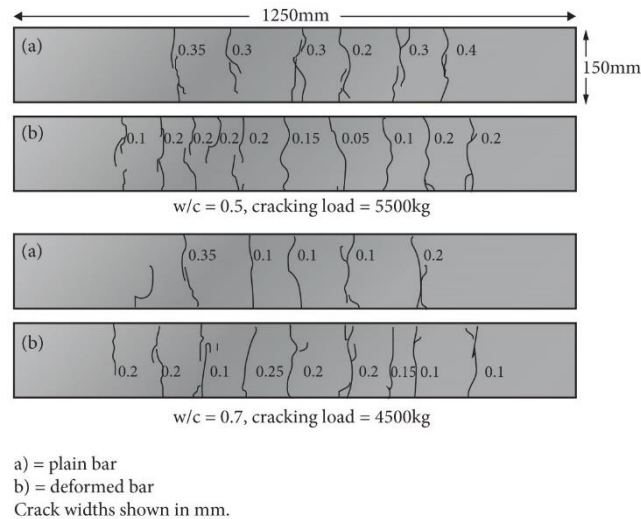 1250mm
(a) 0.35 0.3 0.3 0.2 0.3 0.4
150mm
(b) 0.1 0.2 0.2 0.2 0.2 0.15 0.05 0.1 0.2 0.2
w/c = 0.5, cracking load = 5500kg
(a) 0.35 0.1 0.1 0.1 0.2
(b) 0.2 0.2 0.1 0.25 0.2 0.2 0.15 0.1 0.1
w/c = 0.7, cracking load = 4500kg
a) = plain bar
b) = deformed bar
Crack widths shown in mm.